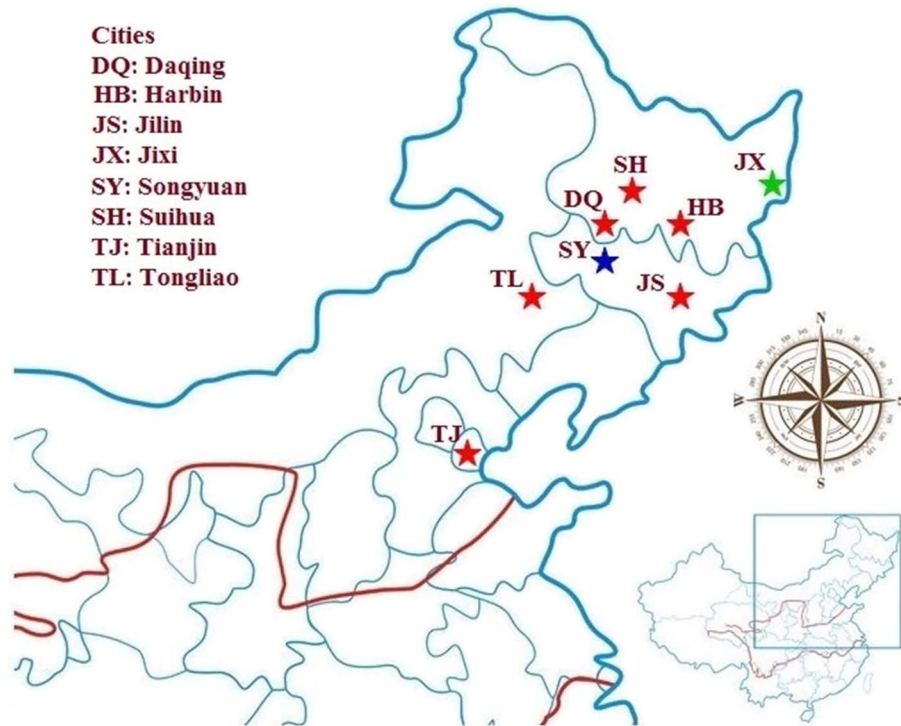 Cities
DQ: Daqing
HB: Harbin
JS: Jilin
JX: Jixi
SY: Songyuan
SH: Suihua
TJ: Tianjin
TL: Tongliao
SH
JX
DQ
HB
SY
TL
JS
TJ
N
W
S